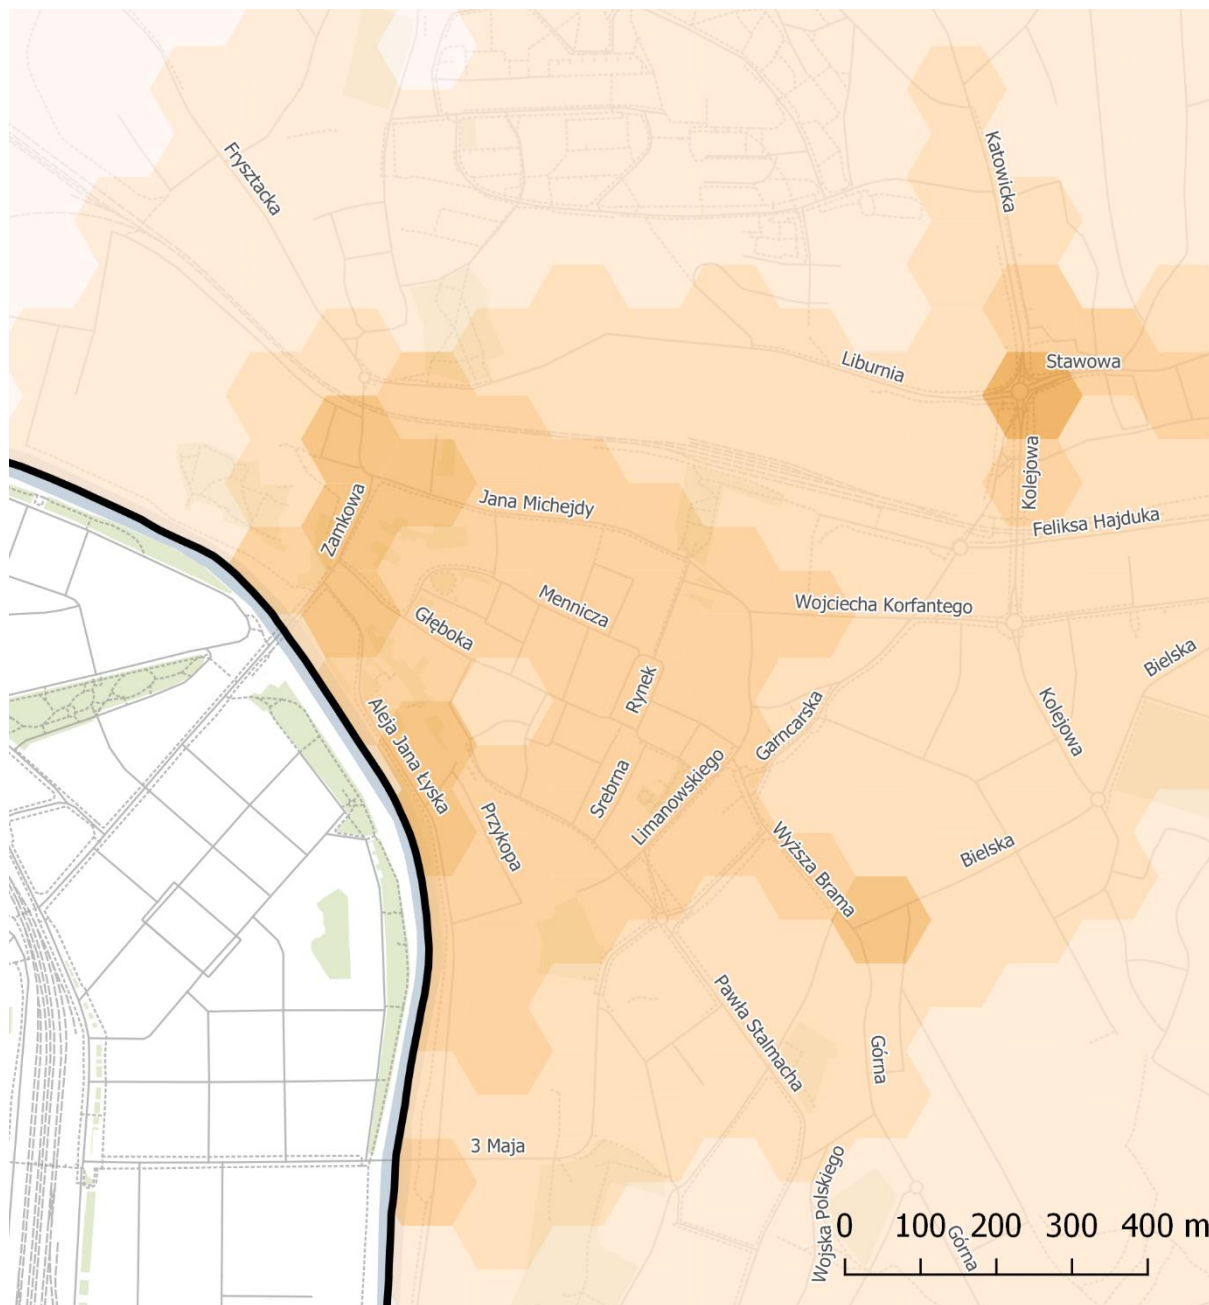 Katowicka
Frysztacka
Liburnia
Stawowa
Kolejowa
Zamkowa
Jana Michejdy
Feliksa Hajduka
Mennicza
Głęboka
Wojciecha Korfantego
Bielska
Rynek
Kolejowa
Garncarska
Aleja Jana Łyska
Srebrna
Limanowskiego
Przykopa
Wyższa Brama
Bielska
Pawła Stalmacha
Górna
3 Maja
Wojska Polskiego
Górna
0 100 200 300 400 m